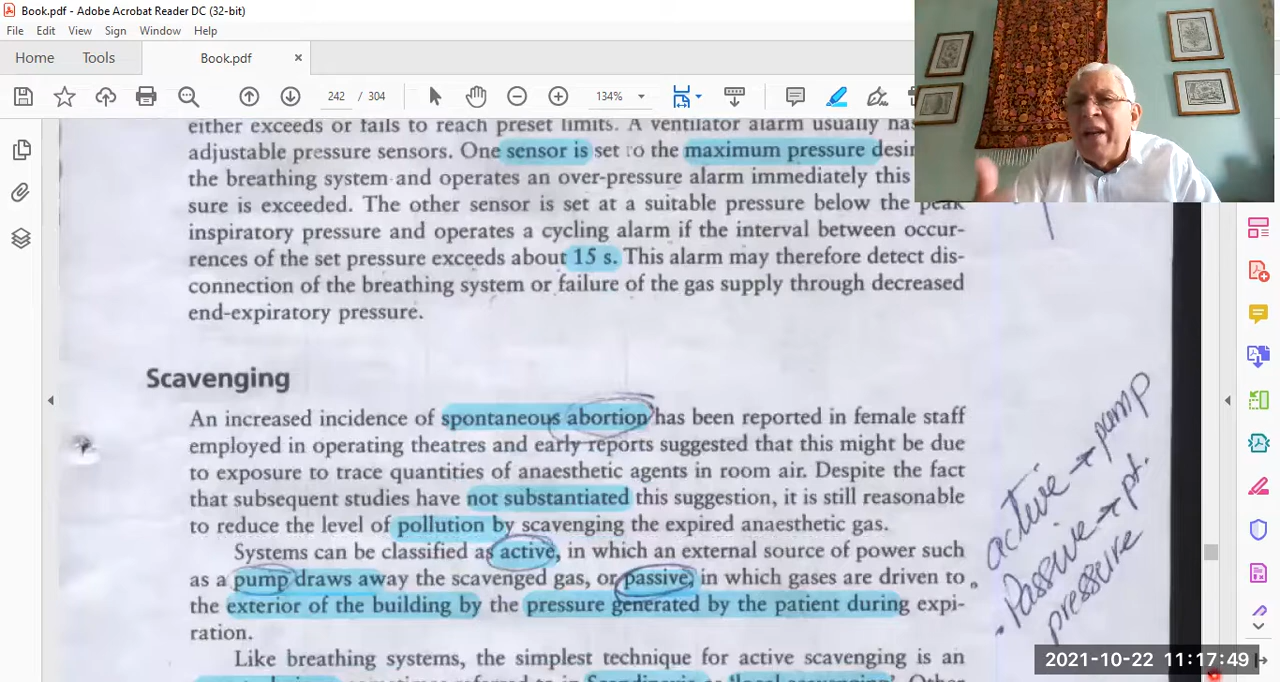 Book.pdf - Adobe Acrobat Reader DC (32-bit)
File Edit View Sign Window Help
Home Tools Book.pdf ×
242 / 304 134%
either exceeds or fails to reach preset limits. A ventilator alarm usually has
adjustable pressure sensors. One sensor is set to the maximum pressure desir
the breathing system and operates an over-pressure alarm immediately this
sure is exceeded. The other sensor is set at a suitable pressure below the peak
inspiratory pressure and operates a cycling alarm if the interval between occur-
rences of the set pressure exceeds about 15 s. This alarm may therefore detect dis-
connection of the breathing system or failure of the gas supply through decreased
end-expiratory pressure.
Scavenging
An increased incidence of spontaneous abortion has been reported in female staff
employed in operating theatres and early reports suggested that this might be due
to exposure to trace quantities of anaesthetic agents in room air. Despite the fact
that subsequent studies have not substantiated this suggestion, it is still reasonable
to reduce the level of pollution by scavenging the expired anaesthetic gas.
Systems can be classified as active, in which an external source of power such
as a pump draws away the scavenged gas, or passive, in which gases are driven to
the exterior of the building by the pressure generated by the patient during expi-
ration.
Like breathing systems, the simplest technique for active scavenging is an
sometimes referred to in Scandinavia as 'local scavenging'. Other
active → pump
Passive → pt.
pressure
2021-10-22 11:17:49